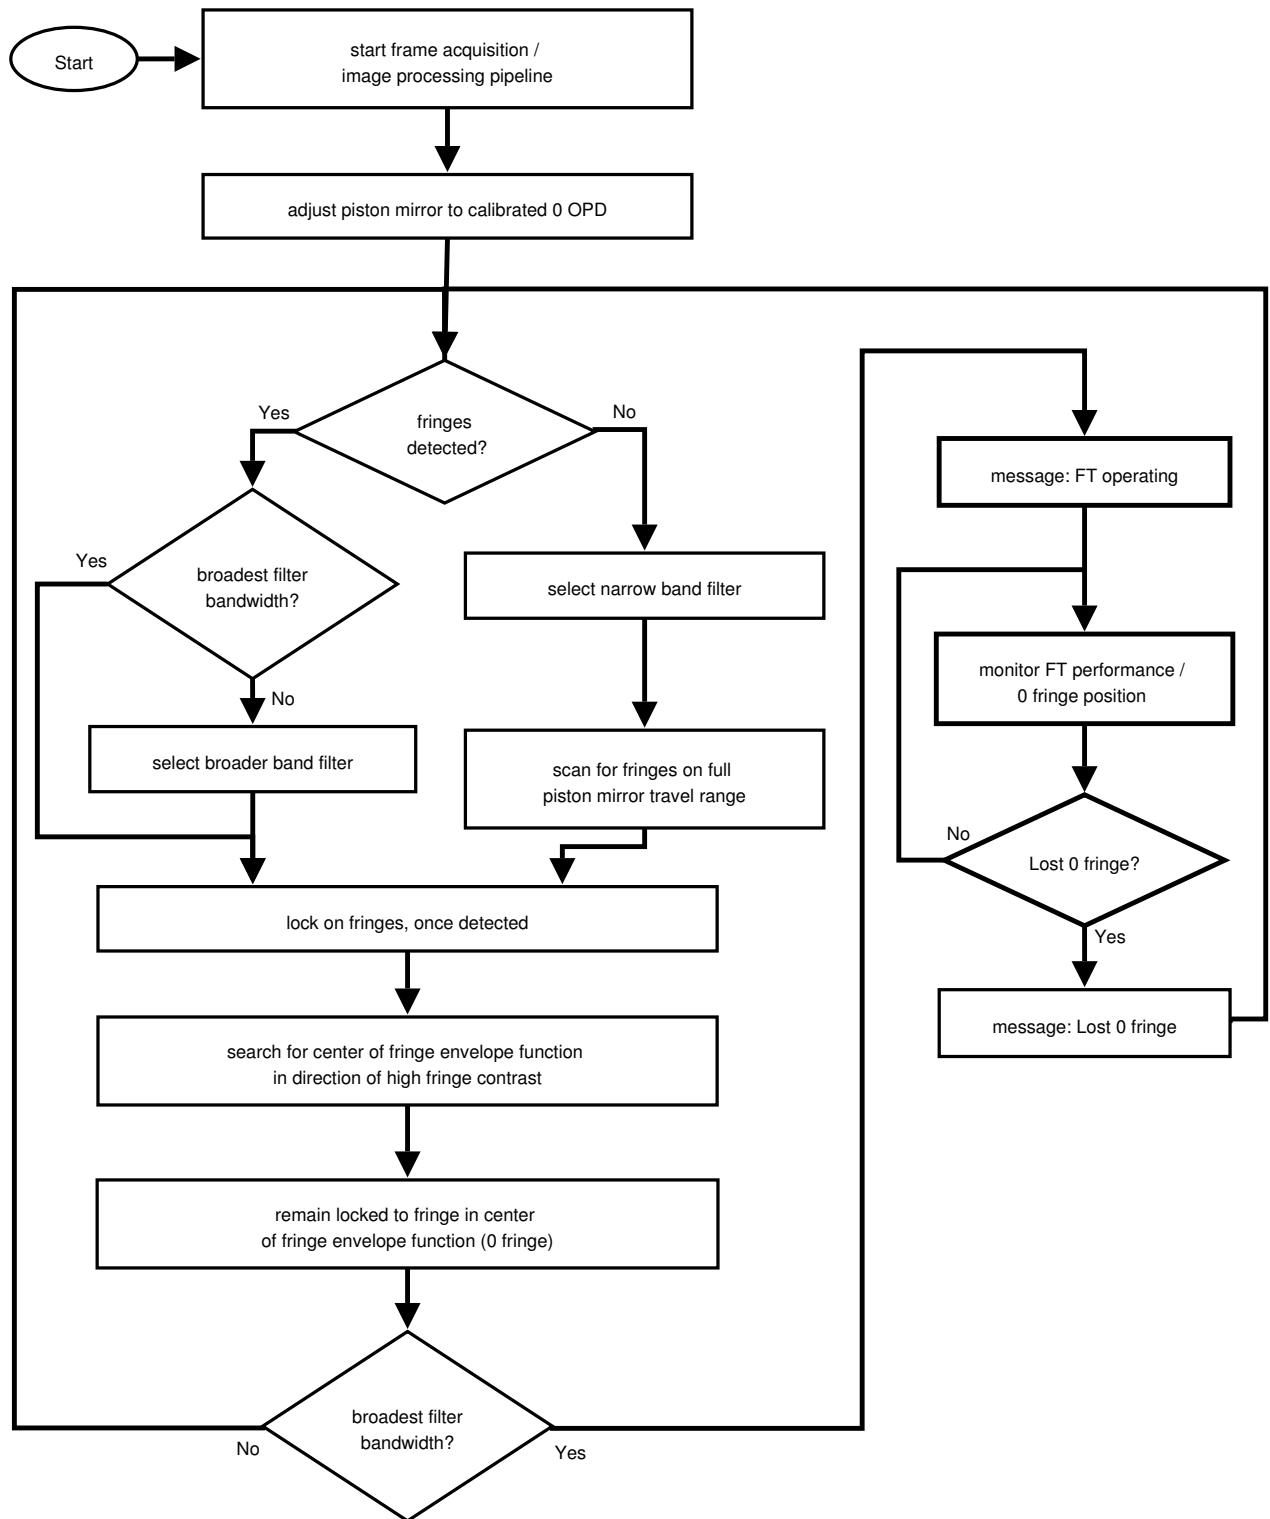 Start
start frame acquisition /
image processing pipeline
adjust piston mirror to calibrated 0 OPD
fringes
detected?
Yes
No
broadest filter
bandwidth?
Yes
No
select broader band filter
select narrow band filter
scan for fringes on full
piston mirror travel range
lock on fringes, once detected
search for center of fringe envelope function
in direction of high fringe contrast
remain locked to fringe in center
of fringe envelope function (0 fringe)
broadest filter
bandwidth?
No
Yes
message: FT operating
monitor FT performance /
0 fringe position
Lost 0 fringe?
No
Yes
message: Lost 0 fringe